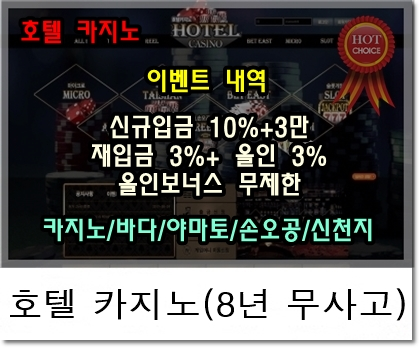 호텔 카지노
HOTEL
CASINO
HOT
CHOICE
이벤트 내역
MICRO
신규입금 10%+3만
재입금 3%+ 올인 3%
올인보너스 무제한
카지노/바다/야마토/손오공/신천지
호텔 카지노(8년 무사고)